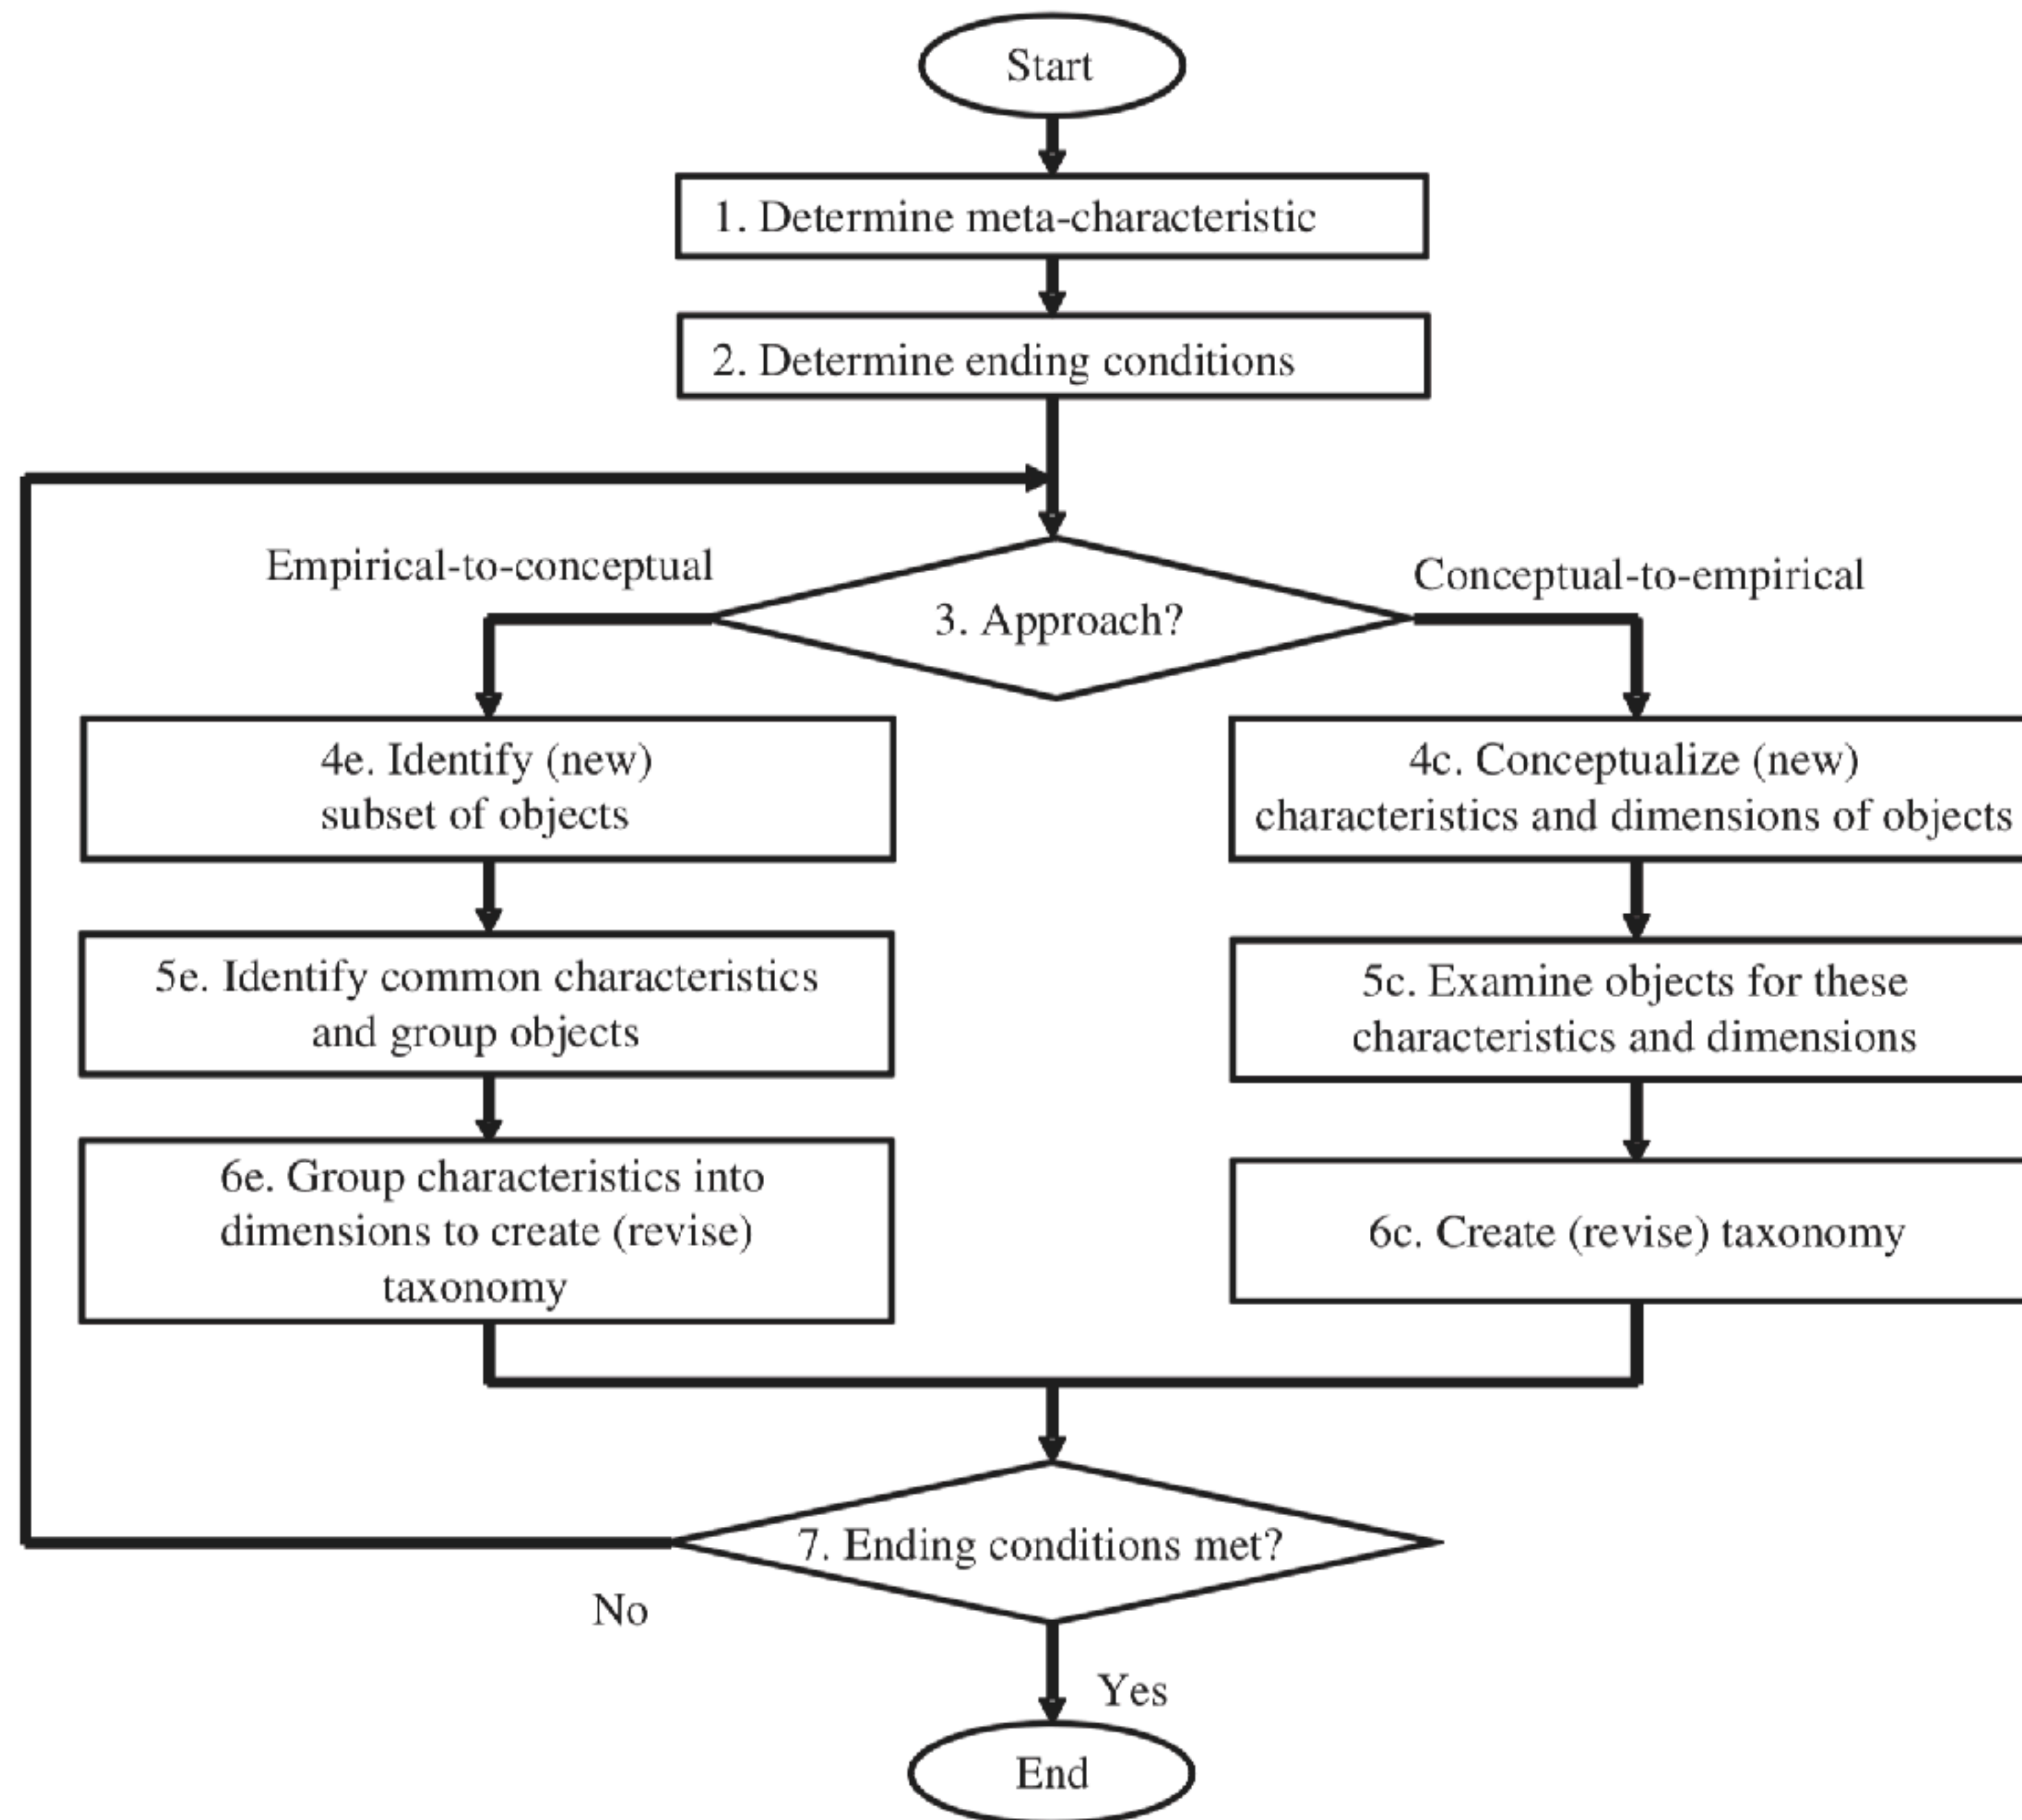 Start
1. Determine meta-characteristic
2. Determine ending conditions
Empirical-to-conceptual
Conceptual-to-empirical
3. Approach?
4e. Identify (new)
subset of objects
4c. Conceptualize (new)
characteristics and dimensions of objects
5e. Identify common characteristics
and group objects
5c. Examine objects for these
characteristics and dimensions
6e. Group characteristics into
dimensions to create (revise)
taxonomy
6c. Create (revise) taxonomy
7. Ending conditions met?
No
Yes
End